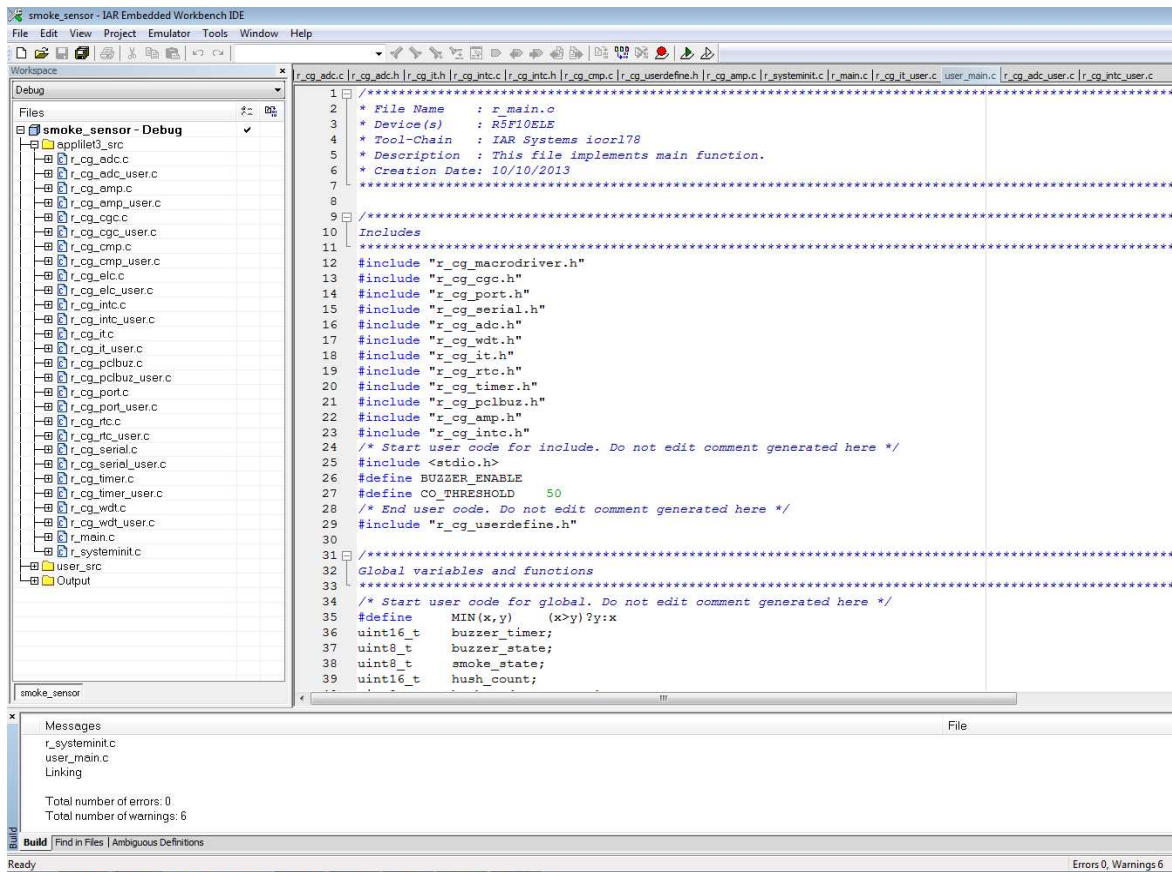 smoke_sensor - IAR Embedded Workbench IDE
File Edit View Project Emulator Tools Window Help
Workspace
Debug
Files
smoke_sensor - Debug
applilet3_src
r_cg_adc.c
r_cg_adc_user.c
r_cg_amp.c
r_cg_amp_user.c
r_cg_cgc.c
r_cg_cgc_user.c
r_cg_cmp.c
r_cg_cmp_user.c
r_cg_elc.c
r_cg_elc_user.c
r_cg_intc.c
r_cg_intc_user.c
r_cg_it.c
r_cg_it_user.c
r_cg_pclbuz.c
r_cg_pclbuz_user.c
r_cg_port.c
r_cg_port_user.c
r_cg_rtc.c
r_cg_rtc_user.c
r_cg_serial.c
r_cg_serial_user.c
r_cg_timer.c
r_cg_timer_user.c
r_cg_wdt.c
r_cg_wdt_user.c
r_main.c
r_systeminit.c
user_src
Output
smoke_sensor
r_cg_adc.c | r_cg_adc.h | r_cg_it.h | r_cg_intc.c | r_cg_intc.h | r_cg_cmp.c | r_cg_userdefine.h | r_cg_amp.c | r_systeminit.c | r_main.c | r_cg_it_user.c | user_main.c | r_cg_adc_user.c | r_cg_intc_user.c
1 /***********************************************************************************************************
2 * File Name : r_main.c
3 * Device(s) : R5F10ELE
4 * Tool-Chain : IAR Systems iccrl78
5 * Description : This file implements main function.
6 * Creation Date: 10/10/2013
7 ***********************************************************************************************************
8
9 /***********************************************************************************************************
10 Includes
11 ***********************************************************************************************************
12 #include "r_cg_macrodriver.h"
13 #include "r_cg_cgc.h"
14 #include "r_cg_port.h"
15 #include "r_cg_serial.h"
16 #include "r_cg_adc.h"
17 #include "r_cg_wdt.h"
18 #include "r_cg_it.h"
19 #include "r_cg_rtc.h"
20 #include "r_cg_timer.h"
21 #include "r_cg_pclbuz.h"
22 #include "r_cg_amp.h"
23 #include "r_cg_intc.h"
24 /* Start user code for include. Do not edit comment generated here */
25 #include <stdio.h>
26 #define BUZZER_ENABLE
27 #define CO_THRESHOLD 50
28 /* End user code. Do not edit comment generated here */
29 #include "r_cg_userdefine.h"
30
31 /***********************************************************************************************************
32 Global variables and functions
33 ***********************************************************************************************************
34 /* Start user code for global. Do not edit comment generated here */
35 #define MIN(x,y) (x>y)?y:x
36 uint16_t buzzer_timer;
37 uint8_t buzzer_state;
38 uint8_t smoke_state;
39 uint16_t hush_count;
Messages File
r_systeminit.c
user_main.c
Linking
Total number of errors: 0
Total number of warnings: 6
Build
Build | Find in Files | Ambiguous Definitions
Ready Errors 0, Warnings 6